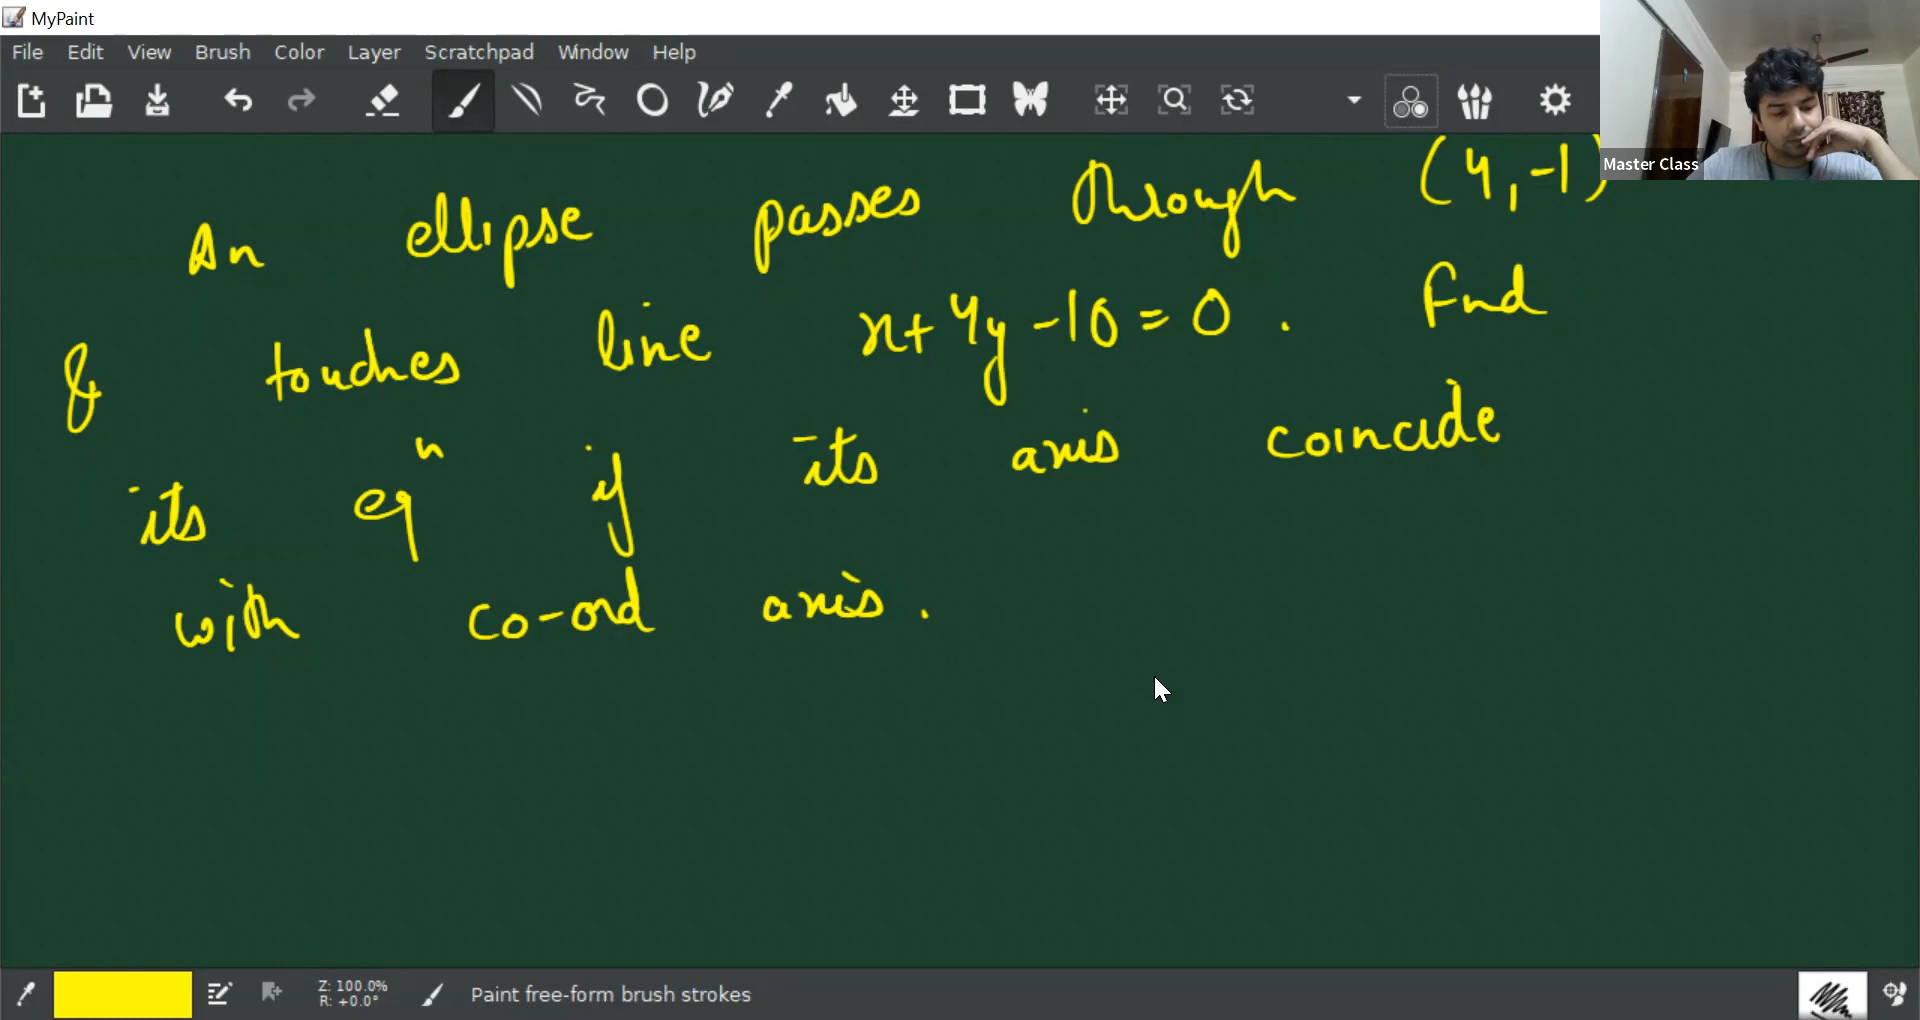 MyPaint
File Edit View Brush Color Layer Scratchpad Window Help
Master Class
An ellipse passes through (4,-1)
& touches line x+4y-10=0. Find
its eqⁿ if its axis coincide
with co-ord axis.
Z: 100.0%
R: +0.0°
Paint free-form brush strokes